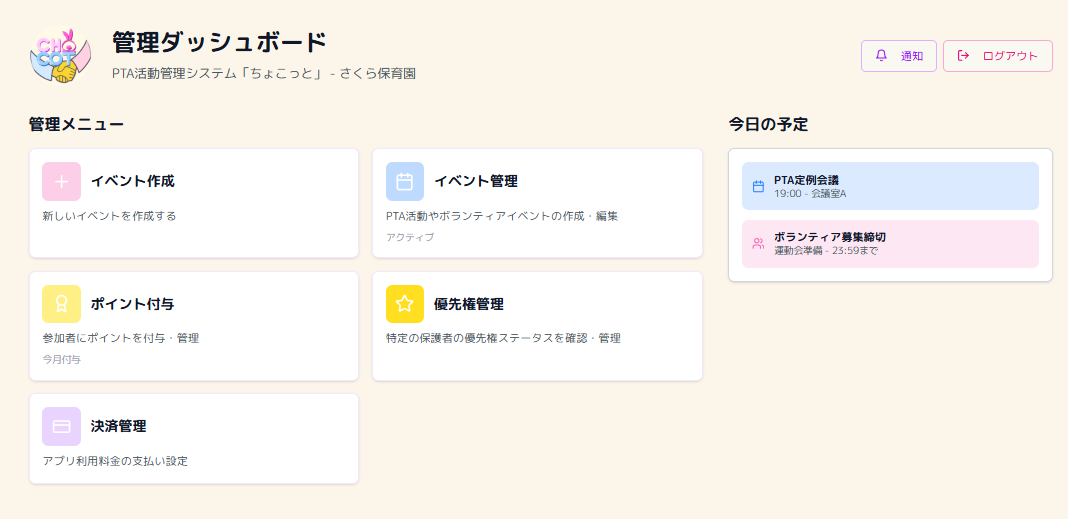 CHO
COT
管理ダッシュボード
PTA活動管理システム「ちょこっと」 - さくら保育園
通知
ログアウト
管理メニュー
イベント作成
新しいイベントを作成する
イベント管理
PTA活動やボランティアイベントの作成・編集
アクティブ
ポイント付与
参加者にポイントを付与・管理
今月付与
優先権管理
特定の保護者の優先権ステータスを確認・管理
決済管理
アプリ利用料金の支払い設定
今日の予定
PTA定例会議
19:00 - 会議室A
ボランティア募集締切
運動会準備 - 23:59まで